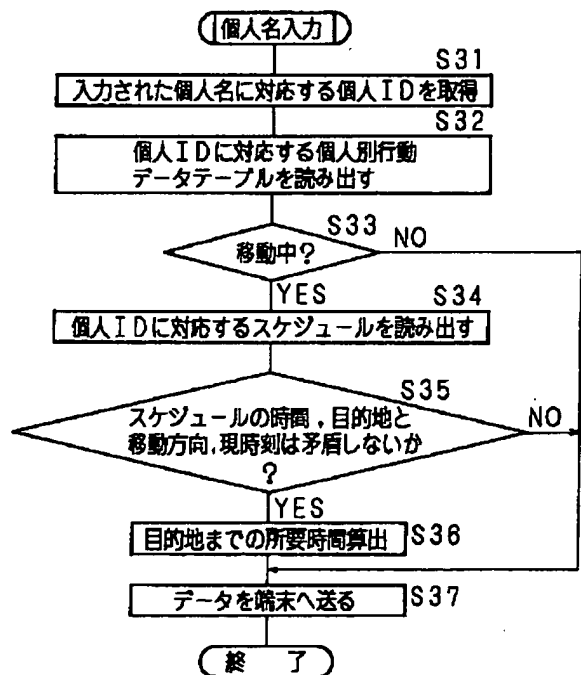 個人名入力
S31
入力された個人名に対応する個人IDを取得
S32
個人IDに対応する個人別行動
データテーブルを読み出す
S33
移動中?
NO
YES
S34
個人IDに対応するスケジュールを読み出す
S35
スケジュールの時間,目的地と
移動方向,現時刻は矛盾しないか
?
NO
YES
目的地までの所要時間算出
S36
データを端末へ送る
S37
終 了